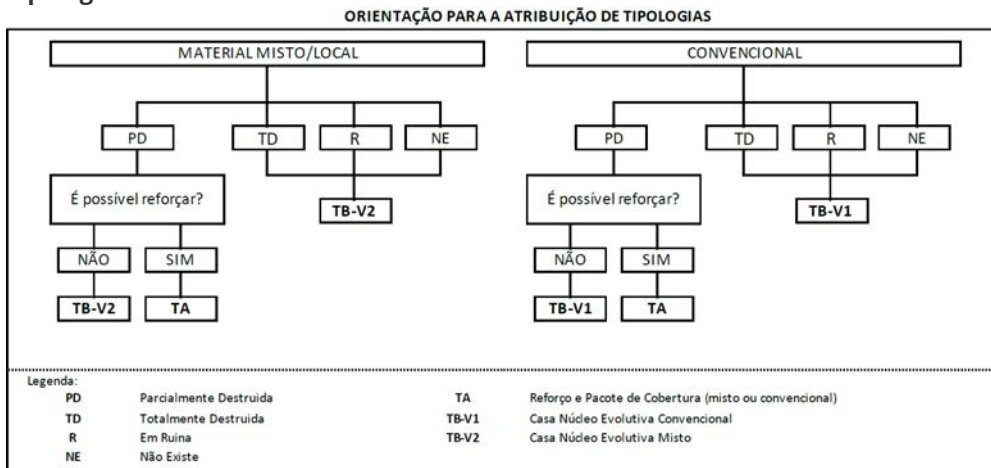 ORIENTAÇÃO PARA A ATRIBUIÇÃO DE TIPOLOGIAS
MATERIAL MISTO/LOCAL
CONVENCIONAL
PD TD R NE
PD TD R NE
É possível reforçar?
TB-V2
É possível reforçar?
TB-V1
NÃO SIM
NÃO SIM
TB-V2 TA
TB-V1 TA
Legenda:
PD Parcialmente Destruida
TA Reforço e Pacote de Cobertura (misto ou convencional)
TD Totalmente Destruida
TB-V1 Casa Núcleo Evolutiva Convencional
R Em Ruina
TB-V2 Casa Núcleo Evolutiva Misto
NE Não Existe